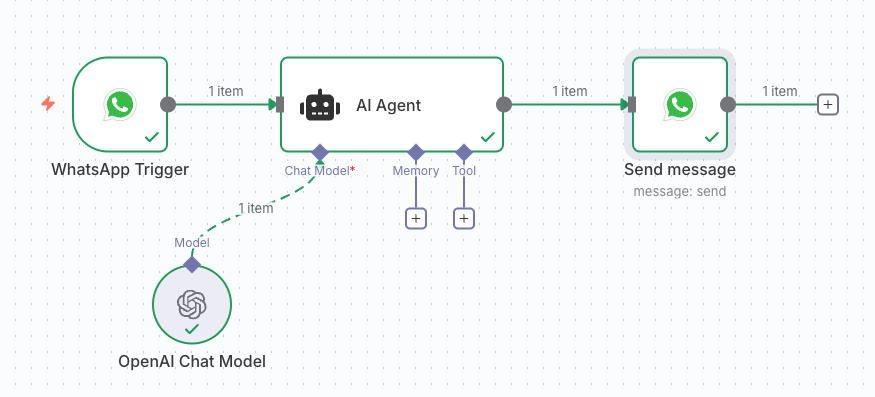 1 item
1 item
1 item
AI Agent
WhatsApp Trigger
Chat Model*
Memory
Tool
Send message
message: send
1 item
Model
OpenAI Chat Model